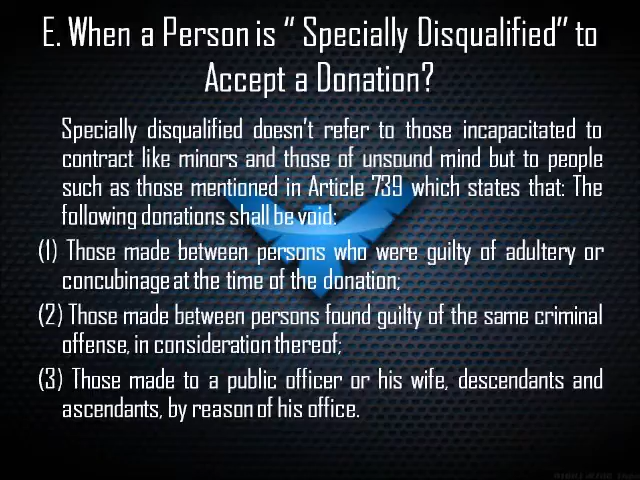 E. When a Person is “ Specially Disqualified” to
Accept a Donation?
Specially disqualified doesn’t refer to those incapacitated to
contract like minors and those of unsound mind but to people
such as those mentioned in Article 739 which states that: The
following donations shall be void:
(1) Those made between persons who were guilty of adultery or
concubinage at the time of the donation;
(2) Those made between persons found guilty of the same criminal
offense, in consideration thereof;
(3) Those made to a public officer or his wife, descendants and
ascendants, by reason of his office.